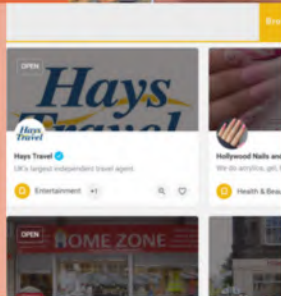 Bro
OPEN
Hays
Travel
Hays
Travel
Hays Travel
UK's largest independent travel agent
Entertainment +1
Hollywood Nails and
We do acrylics, gel,
Health & Beau
OPEN
HOME ZONE